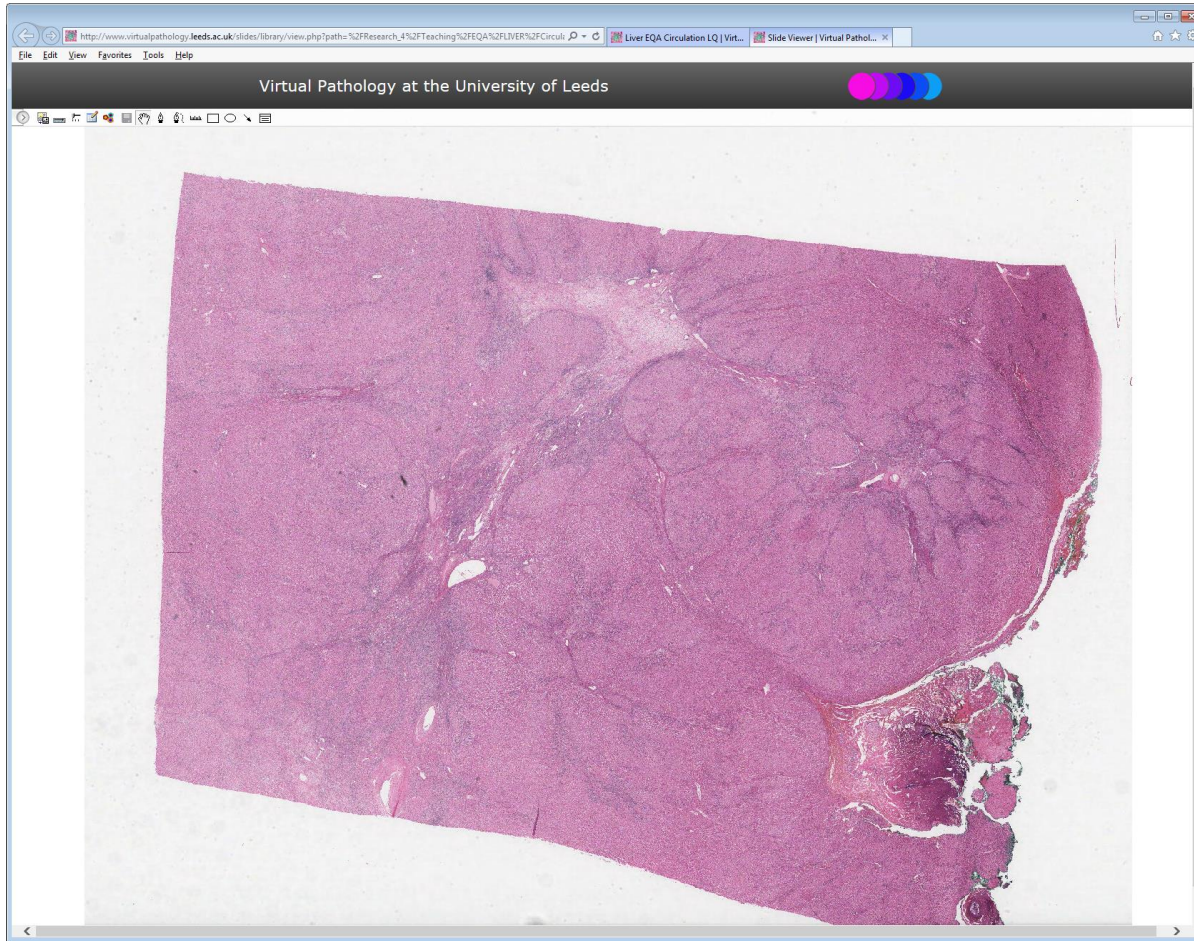 http://www.virtualpathology.leeds.ac.uk/slides/library/view.php?path=%2FResearch_4%2FTeaching%2FEQA%2FLIVER%2FCircul
Liver EQA Circulation LQ | Virt...
Slide Viewer | Virtual Pathol...
File Edit View Favorites Tools Help
Virtual Pathology at the University of Leeds